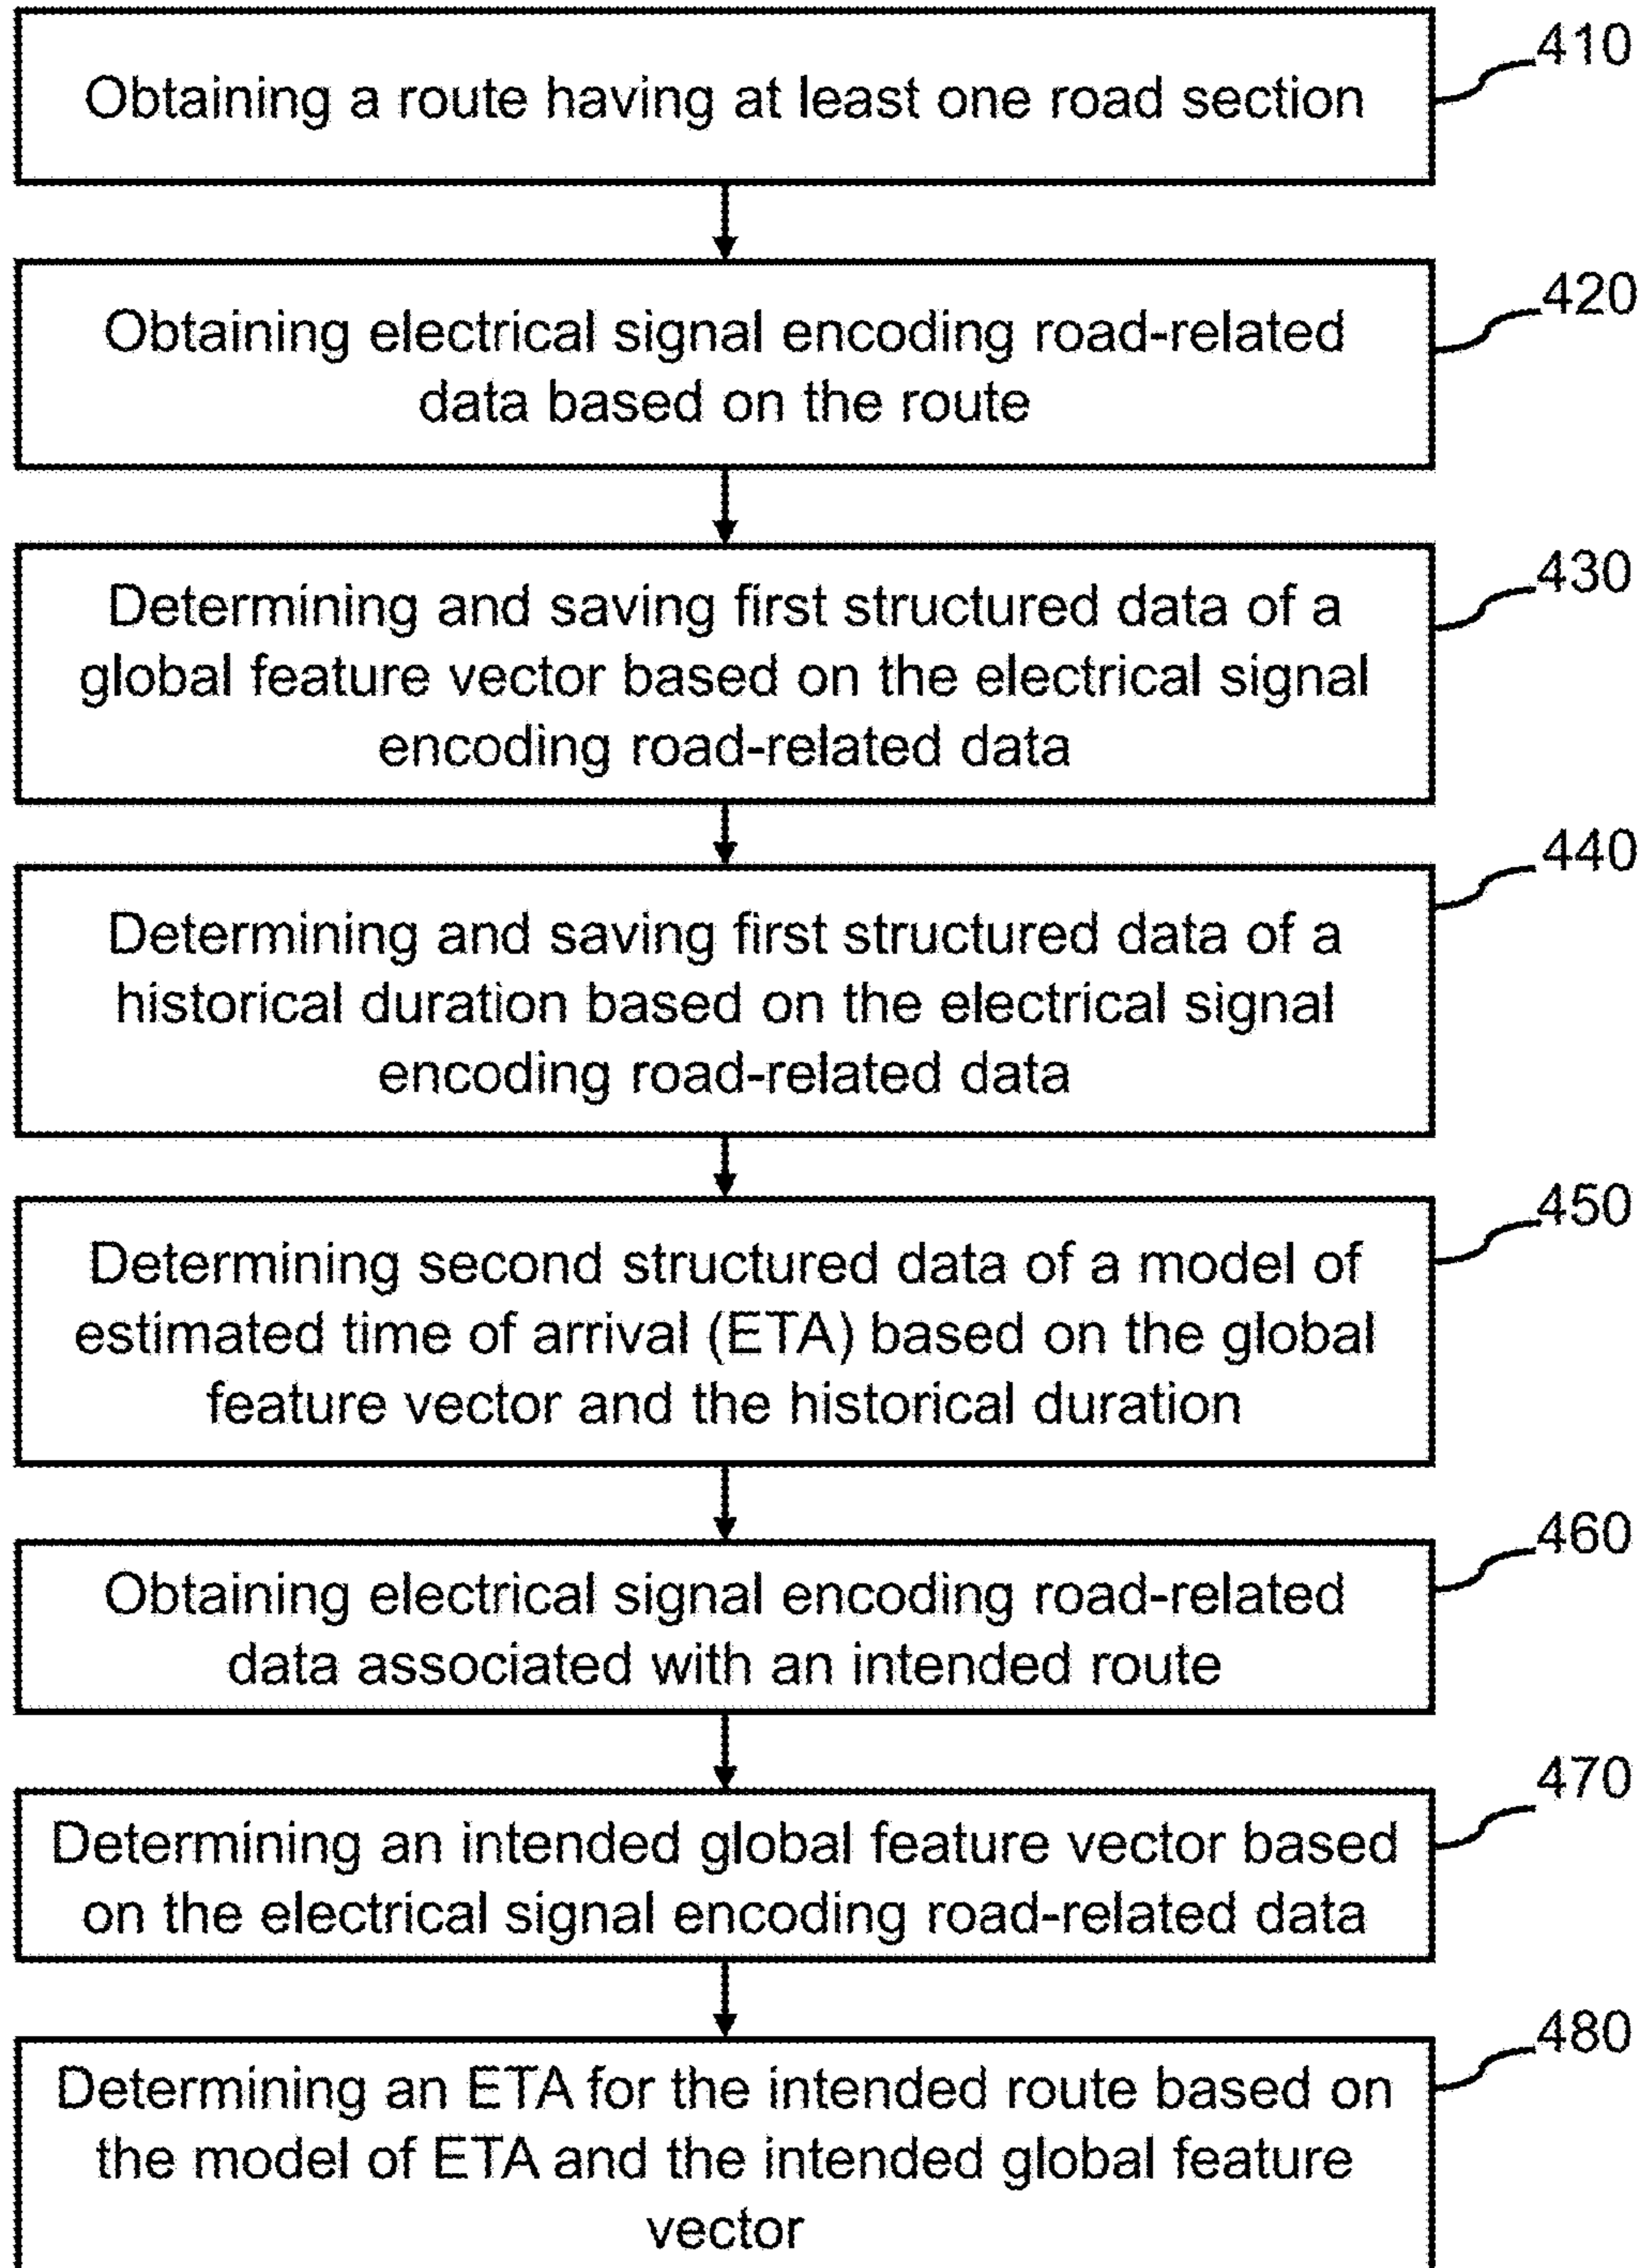 410
Obtaining a route having at least one road section
420
Obtaining electrical signal encoding road-related
data based on the route
430
Determining and saving first structured data of a
global feature vector based on the electrical signal
encoding road-related data
440
Determining and saving first structured data of a
historical duration based on the electrical signal
encoding road-related data
450
Determining second structured data of a model of
estimated time of arrival (ETA) based on the global
feature vector and the historical duration
460
Obtaining electrical signal encoding road-related
data associated with an intended route
470
Determining an intended global feature vector based
on the electrical signal encoding road-related data
480
Determining an ETA for the intended route based on
the model of ETA and the intended global feature
vector